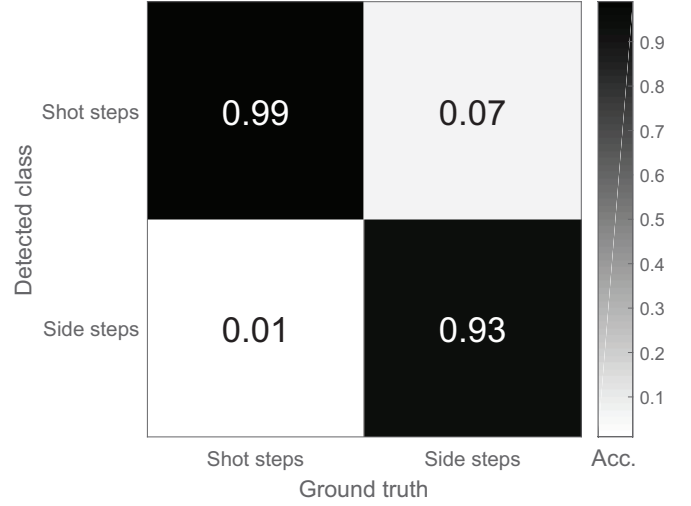 Detected class
Shot steps
0.99
0.07
Side steps
0.01
0.93
Shot steps
Side steps
Ground truth
0.9
0.8
0.7
0.6
0.5
0.4
0.3
0.2
0.1
Acc.